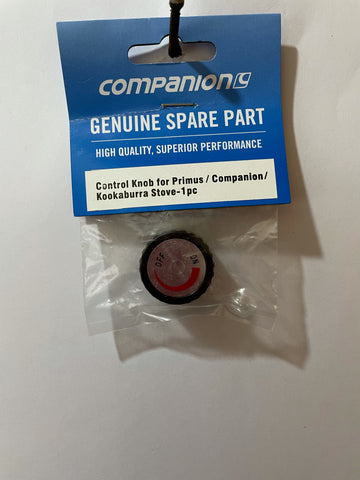 companion
GENUINE SPARE PART
HIGH QUALITY, SUPERIOR PERFORMANCE
Control Knob for Primus / Companion/
Kookaburra Stove-1pc
OFF ON